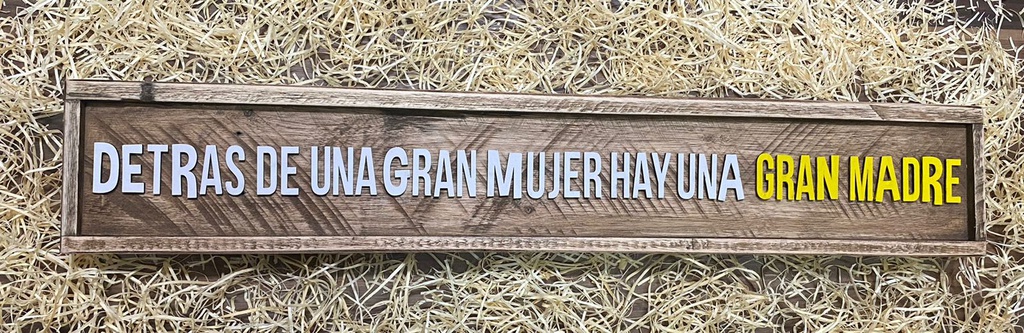 DETRAS DE UNA GRAN MUJER HAY UNA GRAN MADRE